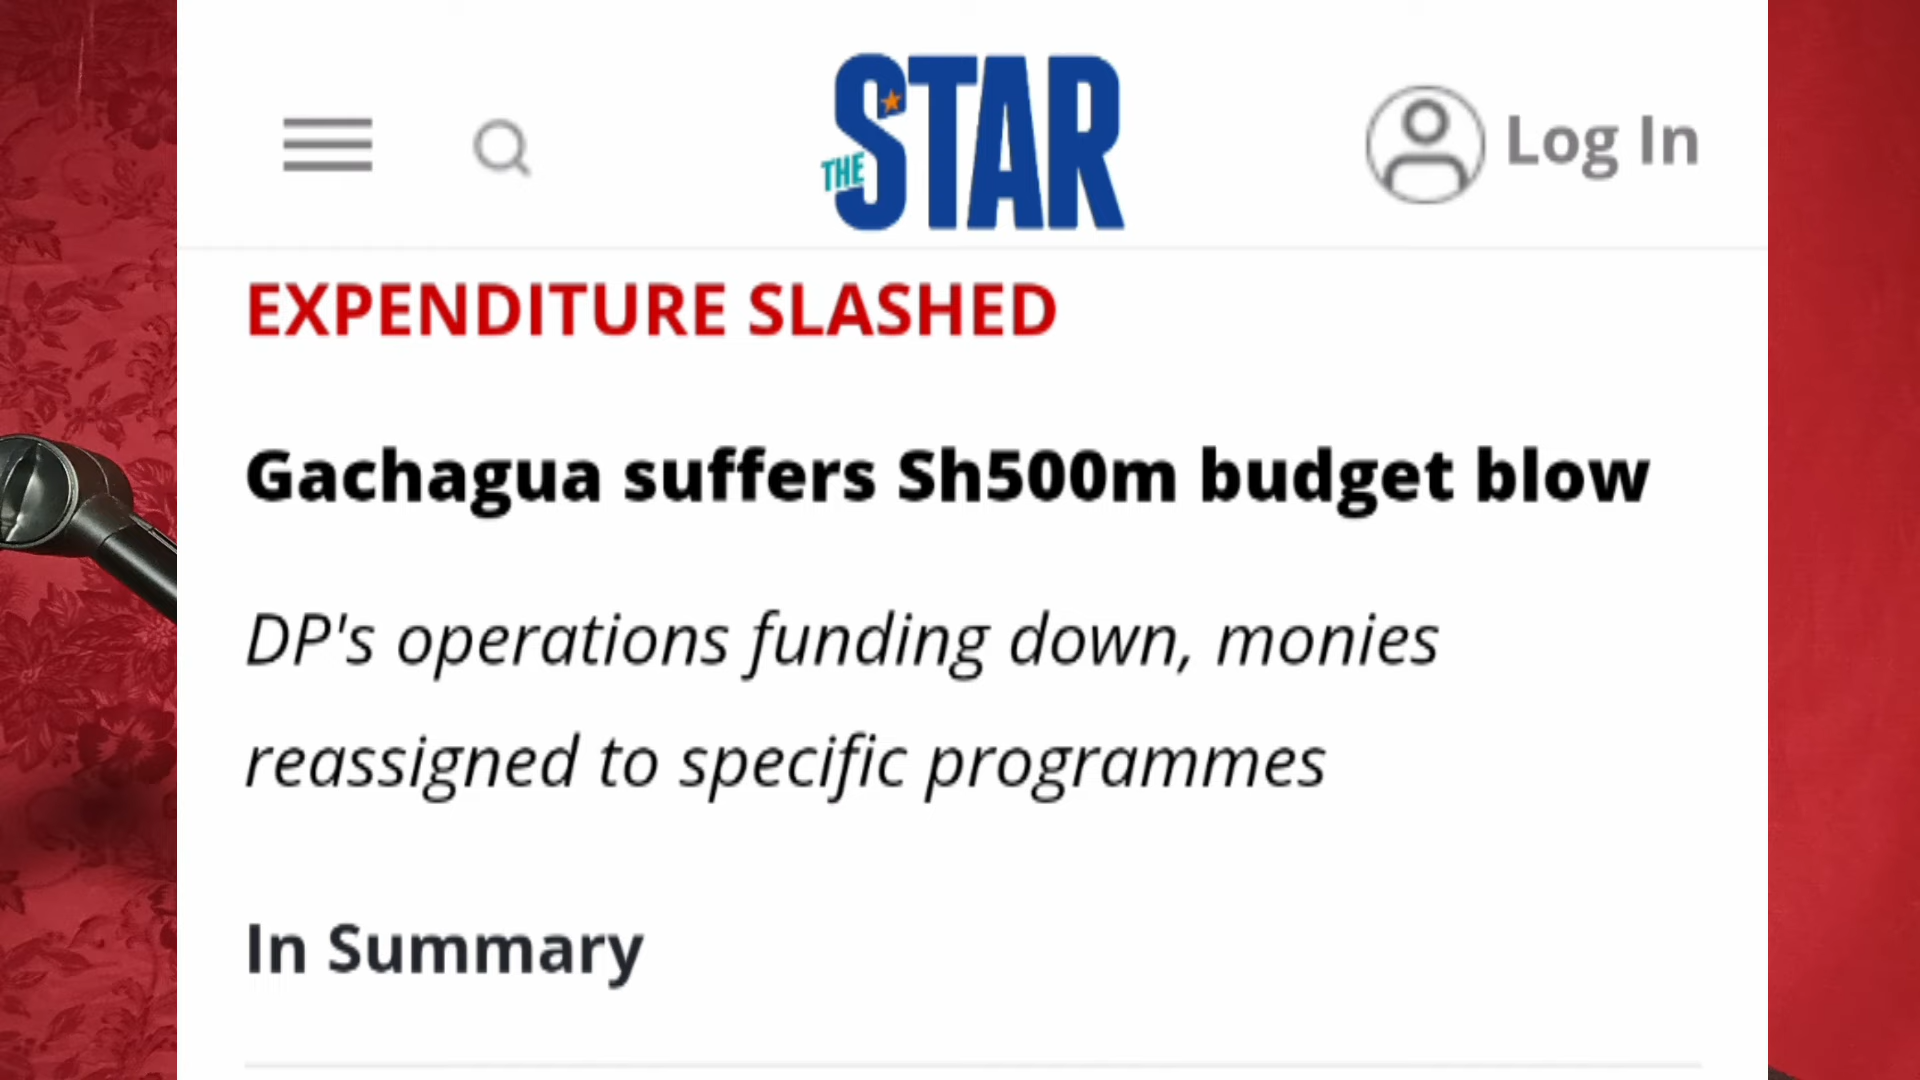 THE STAR
Log In
EXPENDITURE SLASHED
Gachagua suffers Sh500m budget blow
DP's operations funding down, monies
reassigned to specific programmes
In Summary